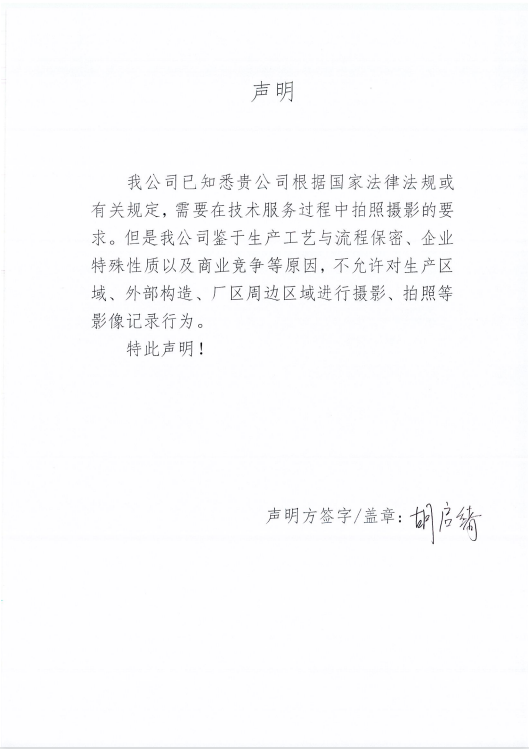 声明
我公司已知悉贵公司根据国家法律法规或
有关规定，需要在技术服务过程中拍照摄影的要
求。但是我公司鉴于生产工艺与流程保密、企业
特殊性质以及商业竞争等原因，不允许对生产区
域、外部构造、厂区周边区域进行摄影、拍照等
影像记录行为。
特此声明！
声明方签字/盖章：胡启绮